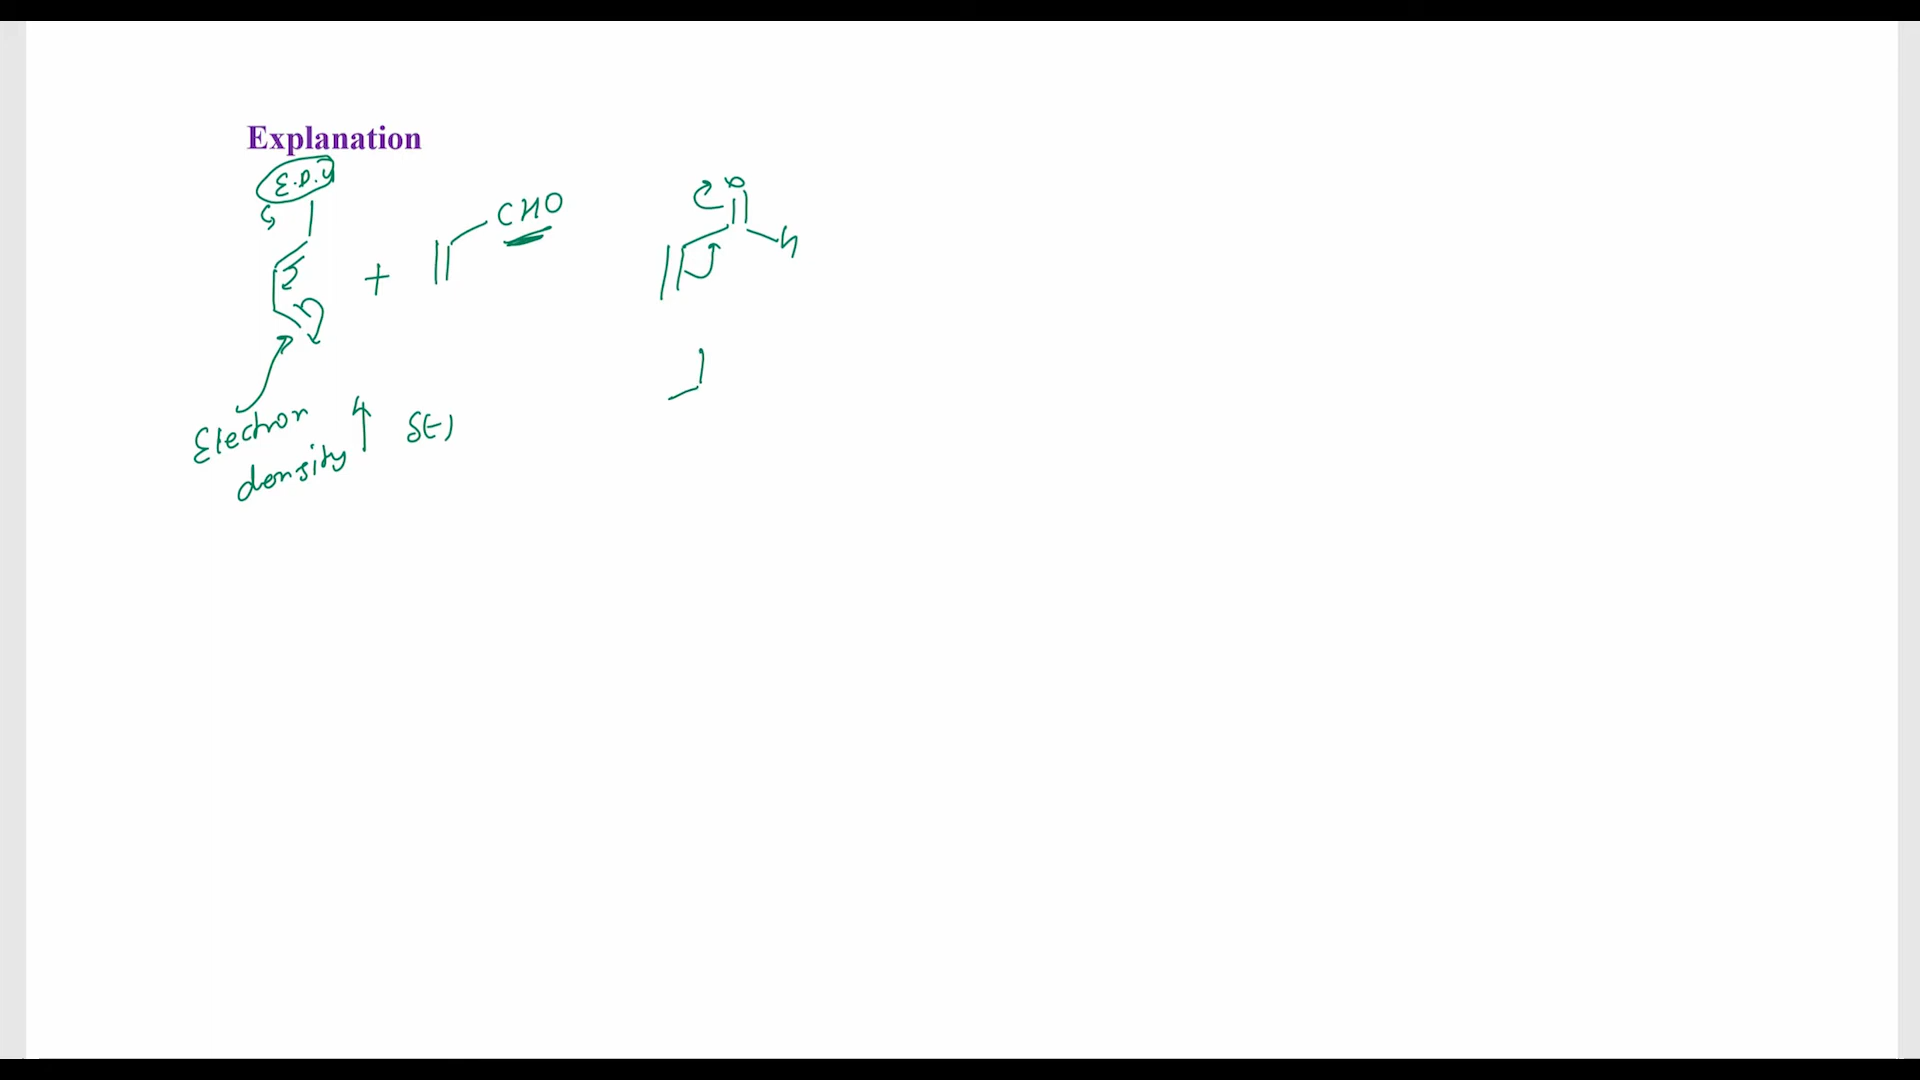 Explanation
E.D.G
+
CHO
O
H
Electron
density ↑ δ(-)